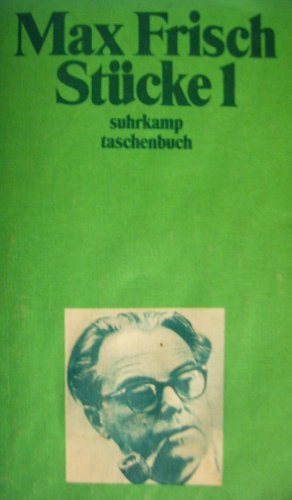 Max Frisch
Stücke 1
suhrkamp
taschenbuch